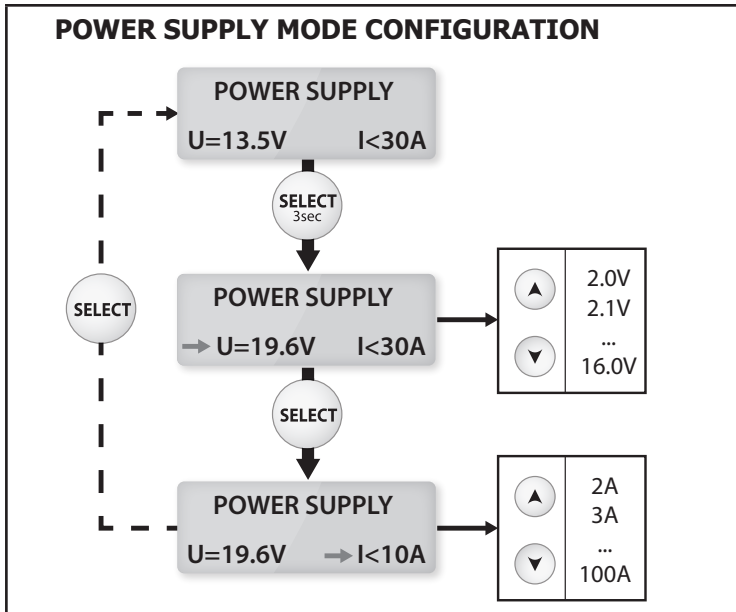 POWER SUPPLY MODE CONFIGURATION
POWER SUPPLY
U=13.5V I<30A
SELECT
3sec
POWER SUPPLY
U=19.6V I<30A
2.0V
2.1V
...
16.0V
SELECT
SELECT
POWER SUPPLY
U=19.6V I<10A
2A
3A
...
100A